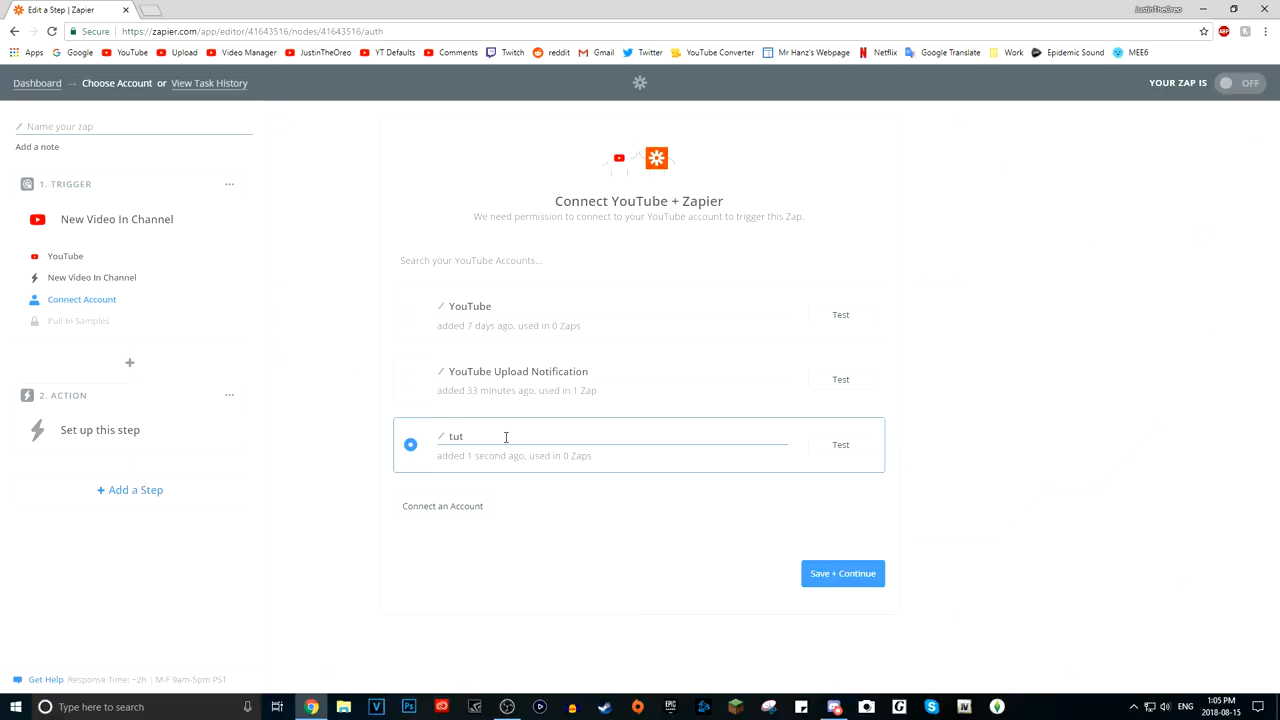 Edit a Step | Zapier
JustinTheOreo
Secure
https://zapier.com/app/editor/41643516/nodes/41643516/auth
Apps Google YouTube Upload Video Manager JustinTheOreo YT Defaults Comments Twitch reddit Gmail Twitter YouTube Converter Mr Hanz's Webpage Netflix Google Translate Work Epidemic Sound MEE6
Dashboard → Choose Account or View Task History
YOUR ZAP IS OFF
Name your zap
Add a note
1. TRIGGER
New Video In Channel
YouTube
New Video In Channel
Connect Account
Pull In Samples
2. ACTION
Set up this step
+ Add a Step
Connect YouTube + Zapier
We need permission to connect to your YouTube account to trigger this Zap.
Search your YouTube Accounts...
YouTube
added 7 days ago, used in 0 Zaps
Test
YouTube Upload Notification
added 33 minutes ago, used in 1 Zap
Test
tut
added 1 second ago, used in 0 Zaps
Test
Connect an Account
Save + Continue
Get Help Response Time: ~2h | M-F 9am-5pm PST
Type here to search
1:05 PM
2018-08-15